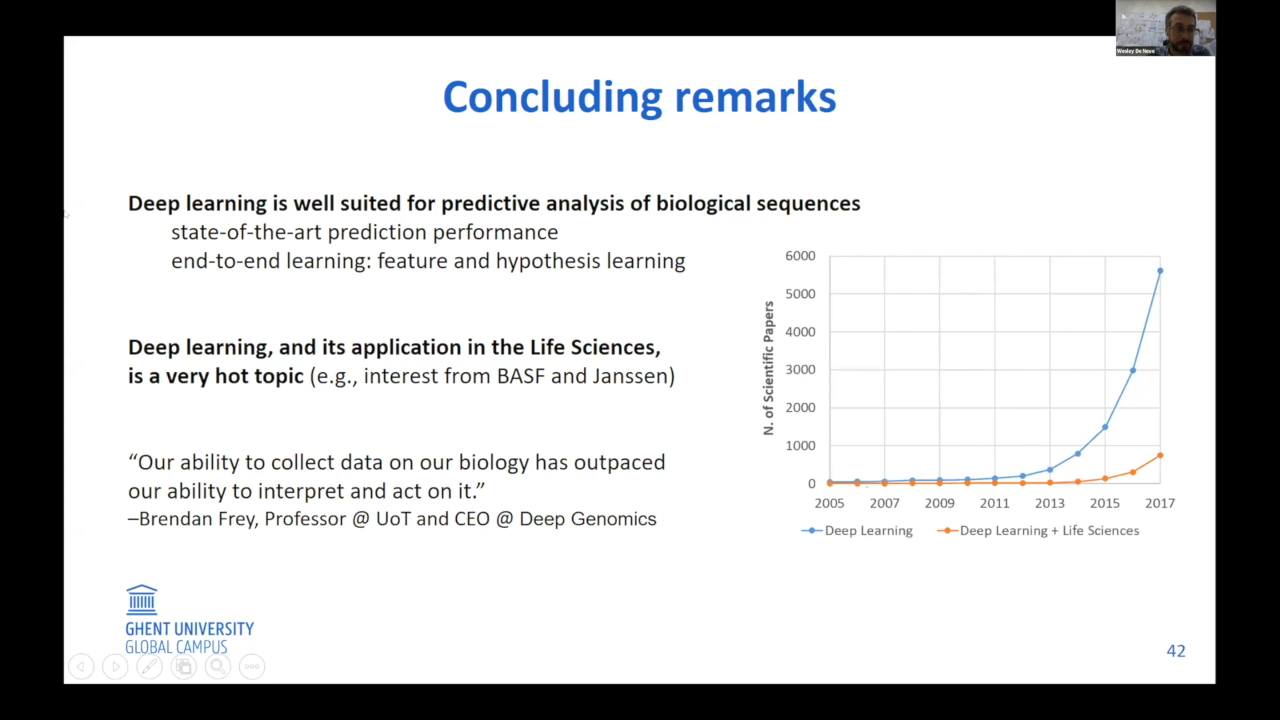 Wesley De Neve
Concluding remarks
Deep learning is well suited for predictive analysis of biological sequences
state-of-the-art prediction performance
end-to-end learning: feature and hypothesis learning
Deep learning, and its application in the Life Sciences,
is a very hot topic (e.g., interest from BASF and Janssen)
“Our ability to collect data on our biology has outpaced
our ability to interpret and act on it.”
–Brendan Frey, Professor @ UoT and CEO @ Deep Genomics
N. of Scientific Papers
6000
5000
4000
3000
2000
1000
0
2005 2007 2009 2011 2013 2015 2017
Deep Learning Deep Learning + Life Sciences
GHENT UNIVERSITY
GLOBAL CAMPUS
42